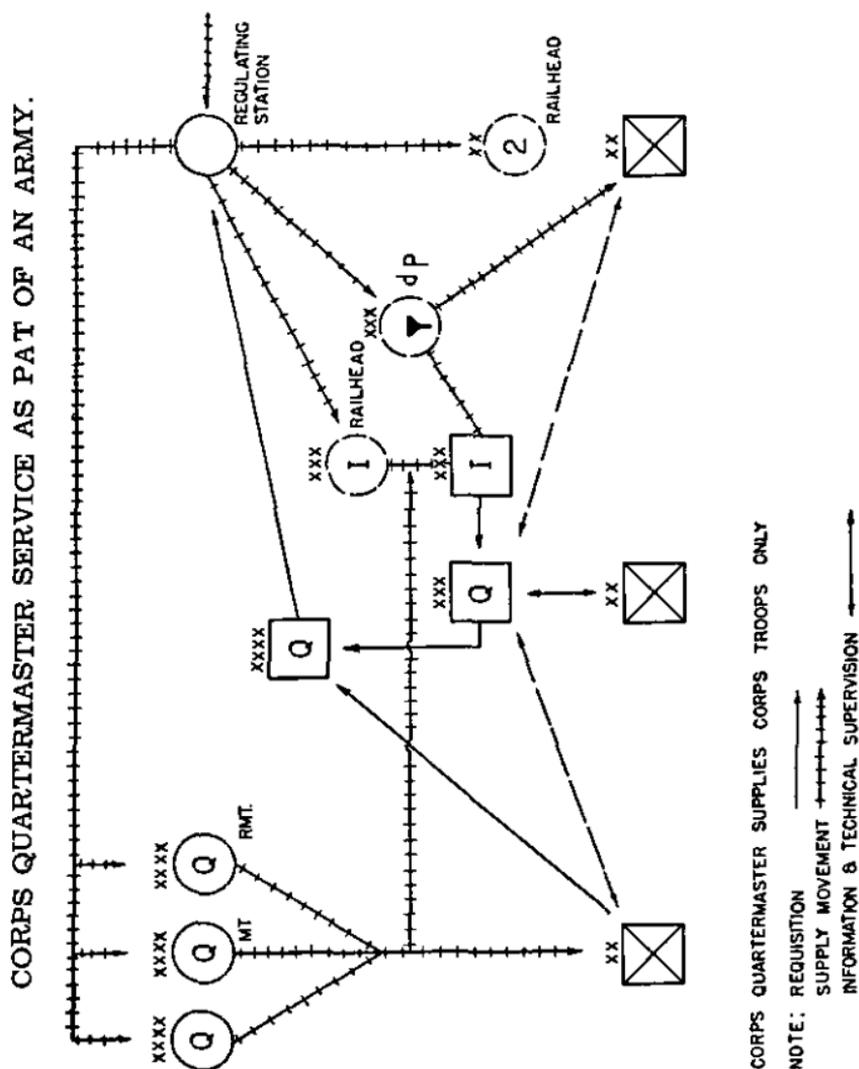 CORPS QUARTERMASTER SERVICE AS PAT OF AN ARMY.
XXXX
Q
XXXX
Q
MT
XXXX
Q
RMT.
XXXX
Q
REGULATING
STATION
XXX
I
RAILHEAD
XXX
Y
dP
XX
2
RAILHEAD
XXX
Q
XXX
I
XX
XX
XX
CORPS QUARTERMASTER SUPPLIES CORPS TROOPS ONLY
NOTE: REQUISITION
SUPPLY MOVEMENT
INFORMATION & TECHNICAL SUPERVISION